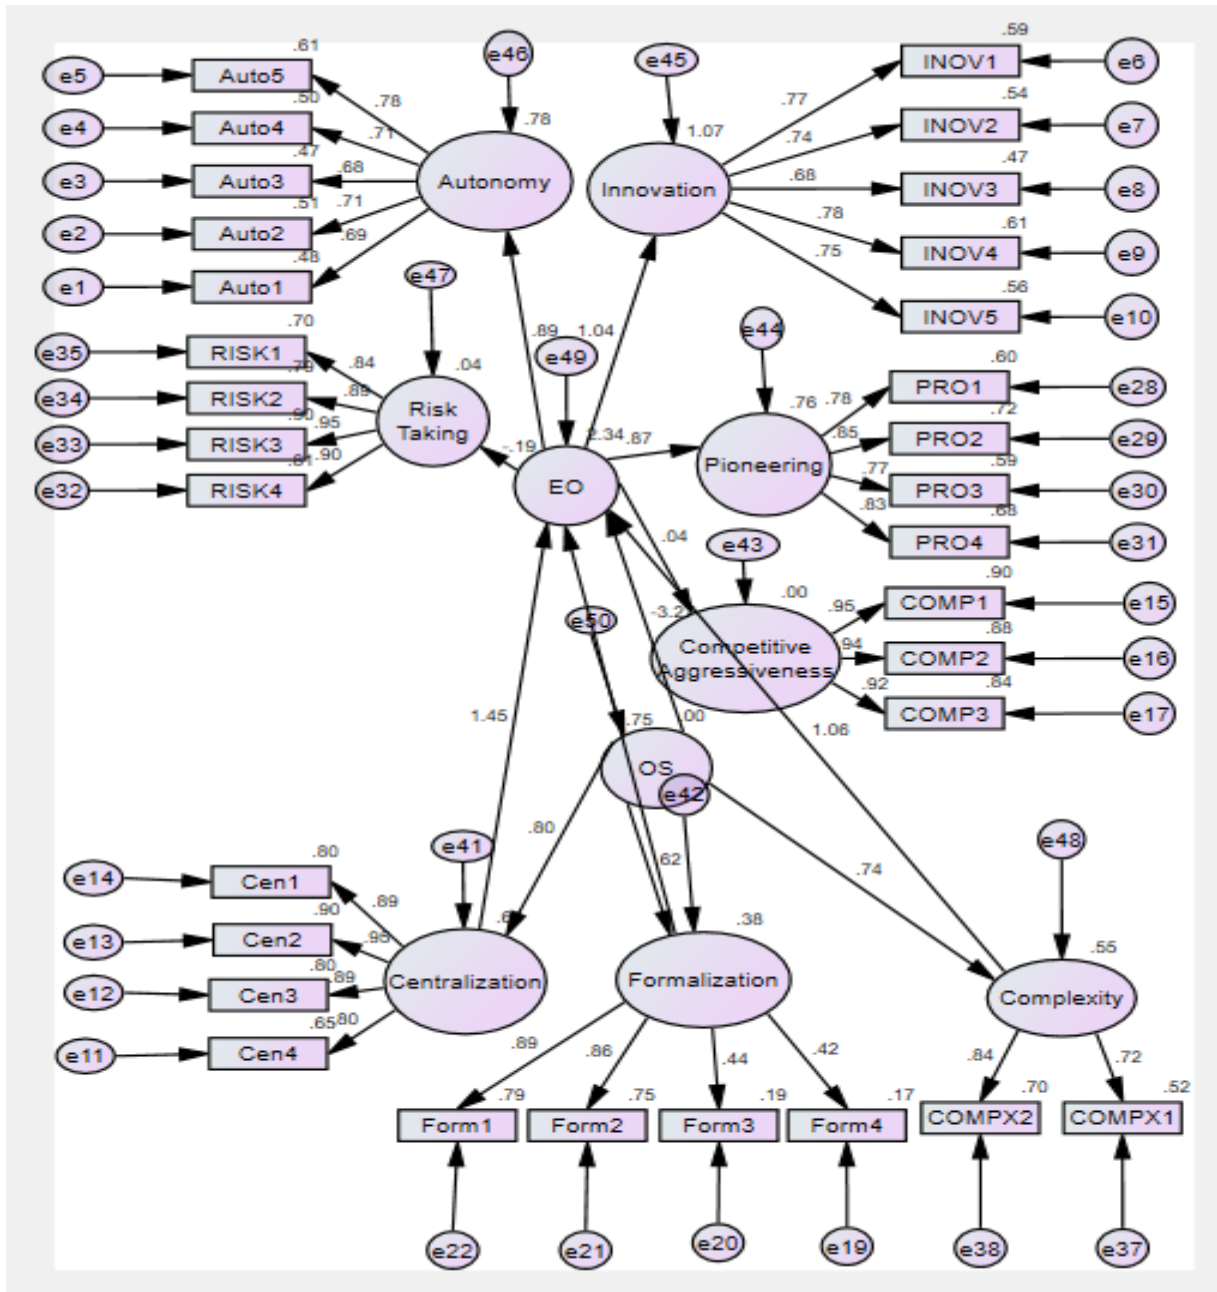 .61
e5
Auto5
.78
.50
e4
Auto4
.71
.47
e3
Auto3
.68
.51
e2
Auto2
.71
.48
e1
Auto1
.69
e46
.78
Autonomy
e45
1.07
Innovation
.59
.77
INOV1
e6
.54
.74
INOV2
e7
.47
.68
INOV3
e8
.61
.78
INOV4
e9
.56
.75
INOV5
e10
.70
e35
RISK1
.84
.79
e34
RISK2
.89
.90
e33
RISK3
.95
.81
e32
RISK4
.90
e47
.04
Risk
Taking
-.19
.89
1.04
e49
2.34
.87
EO
e44
.76
Pioneering
.60
.78
PRO1
e28
.72
.85
PRO2
e29
.59
.77
PRO3
e30
.68
.83
PRO4
e31
.04
e43
.00
-3.2
Competitive
Aggressiveness
.90
.95
COMP1
e15
.88
.94
COMP2
e16
.84
.92
COMP3
e17
e50
1.45
.75
.00
1.06
OS
e42
.80
.62
.74
e41
e48
.80
e14
Cen1
.89
.90
e13
Cen2
.95
.80
e12
Cen3
.89
.65
e11
Cen4
.80
.6
Centralization
.38
Formalization
.55
Complexity
.89
.86
.44
.42
.84
.72
.79
.75
.19
.17
.70
.52
Form1
Form2
Form3
Form4
COMPX2
COMPX1
e22
e21
e20
e19
e38
e37